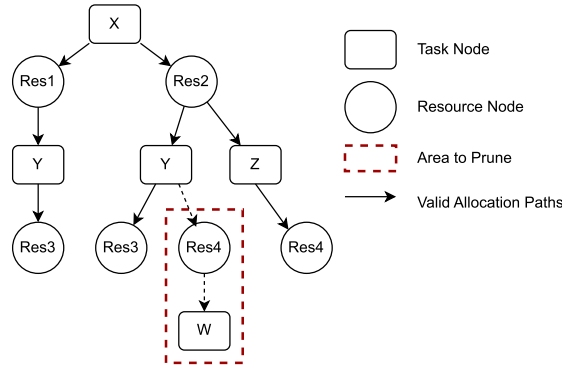 X
Res1
Res2
Y
Y
Z
Res3
Res3
Res4
Res4
W
Task Node
Resource Node
Area to Prune
Valid Allocation Paths